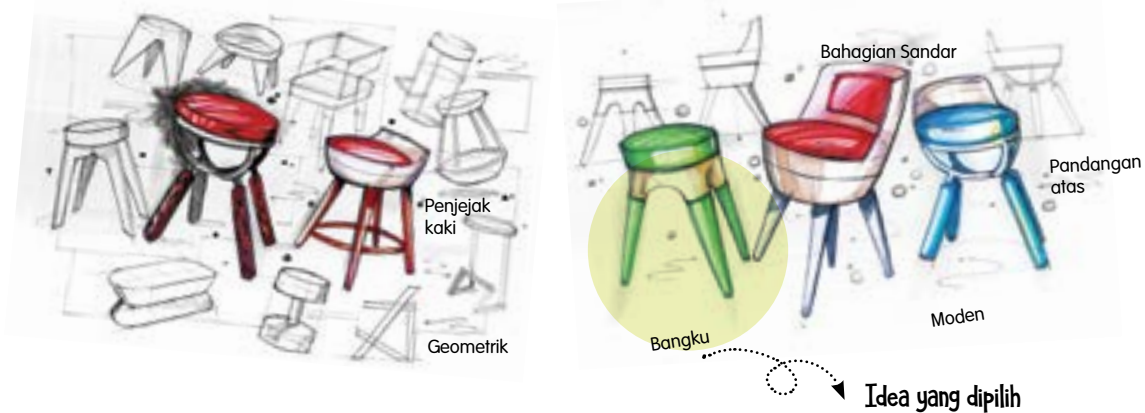 Penjejak
kaki
Geometrik
Bahagian Sandar
Pandangan
atas
Moden
Bangku
Idea yang dipilih